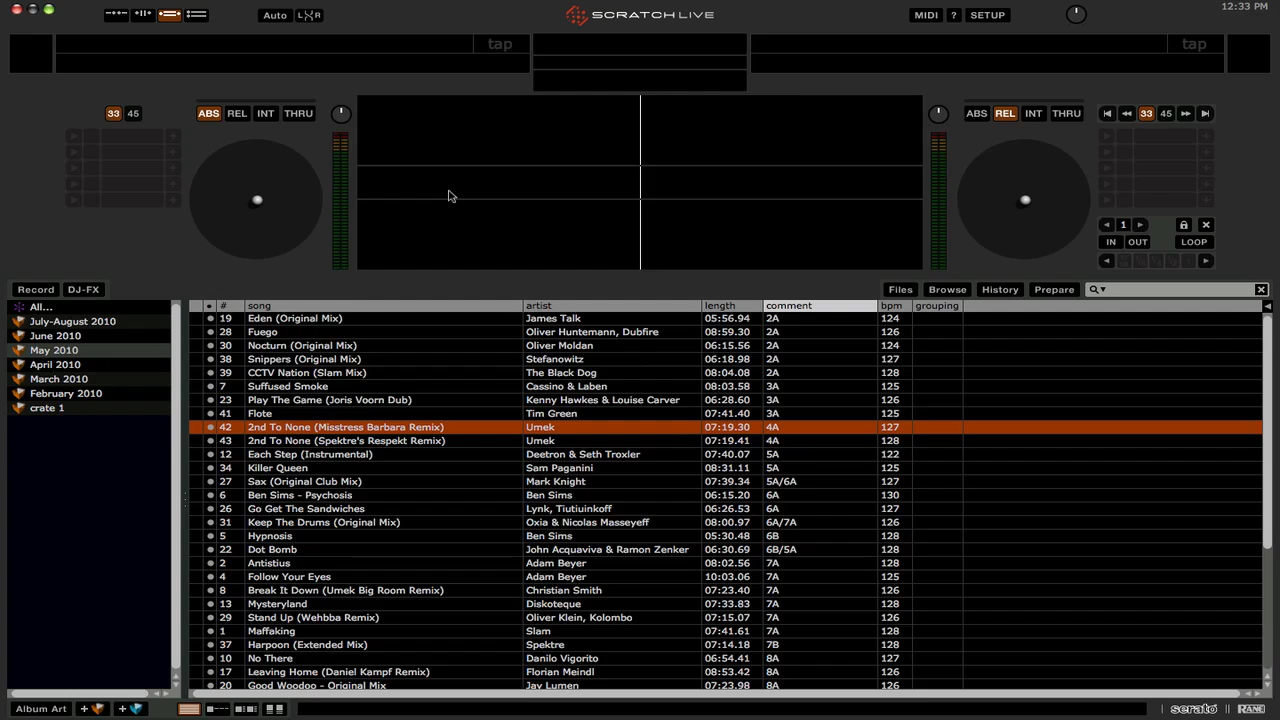 12:33 PM
Auto
SCRATCHLIVE
MIDI ? SETUP
tap
tap
33 45
ABS REL INT THRU
ABS REL INT THRU
33 45
1
IN OUT LOOP
Record DJ-FX
Files Browse History Prepare
All...
July-August 2010
June 2010
May 2010
April 2010
March 2010
February 2010
crate 1
# song artist length comment bpm grouping
19 Eden (Original Mix) James Talk 05:56.94 2A 124
28 Fuego Oliver Huntemann, Dubfire 08:59.30 2A 126
30 Nocturn (Original Mix) Oliver Moldan 06:15.56 2A 124
38 Snippers (Original Mix) Stefanowitz 06:18.98 2A 127
39 CCTV Nation (Slam Mix) The Black Dog 08:04.08 2A 128
7 Suffused Smoke Cassino & Laben 08:03.58 3A 125
23 Play The Game (Joris Voorn Dub) Kenny Hawkes & Louise Carver 06:28.60 3A 126
41 Flote Tim Green 07:41.40 3A 125
42 2nd To None (Misstress Barbara Remix) Umek 07:19.30 4A 127
43 2nd To None (Spektre's Respekt Remix) Umek 07:19.41 4A 128
12 Each Step (Instrumental) Deetron & Seth Troxler 07:40.07 5A 122
34 Killer Queen Sam Paganini 08:31.11 5A 125
27 Sax (Original Club Mix) Mark Knight 07:39.34 5A/6A 127
6 Ben Sims - Psychosis Ben Sims 06:15.20 6A 130
26 Go Get The Sandwiches Lynk, Tiutiuinkoff 06:26.53 6A 127
31 Keep The Drums (Original Mix) Oxia & Nicolas Masseyeff 08:00.97 6A/7A 126
5 Hypnosis Ben Sims 05:30.48 6B 128
22 Dot Bomb John Acquaviva & Ramon Zenker 06:30.69 6B/5A 128
2 Antistius Adam Beyer 08:02.56 7A 128
4 Follow Your Eyes Adam Beyer 10:03.06 7A 125
8 Break It Down (Umek Big Room Remix) Christian Smith 07:23.40 7A 126
13 Mysteryland Diskoteque 07:33.83 7A 128
29 Stand Up (Wehbba Remix) Oliver Klein, Kolombo 07:15.07 7A 126
1 Maffaking Slam 07:41.61 7A 128
37 Harpoon (Extended Mix) Spektre 07:14.18 7B 128
10 No There Danilo Vigorito 06:54.41 8A 127
17 Leaving Home (Daniel Kampf Remix) Florian Meindl 08:53.42 8A 126
20 Good Woodoo - Original Mix Jay Lumen 07:23.98 8A 126
Album Art
serato RANE